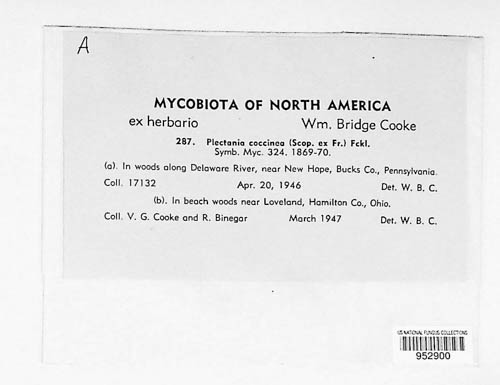 A
MYCOBIOTA OF NORTH AMERICA
ex herbario Wm. Bridge Cooke
287. Plectania coccinea (Scop. ex Fr.) Fckl.
Symb. Myc. 324. 1869-70.
(a). In woods along Delaware River, near New Hope, Bucks Co., Pennsylvania.
Coll. 17132 Apr. 20, 1946 Det. W. B. C.
(b). In beach woods near Loveland, Hamilton Co., Ohio.
Coll. V. G. Cooke and R. Binegar March 1947 Det. W. B. C.
US NATIONAL FUNGUS COLLECTIONS
952900